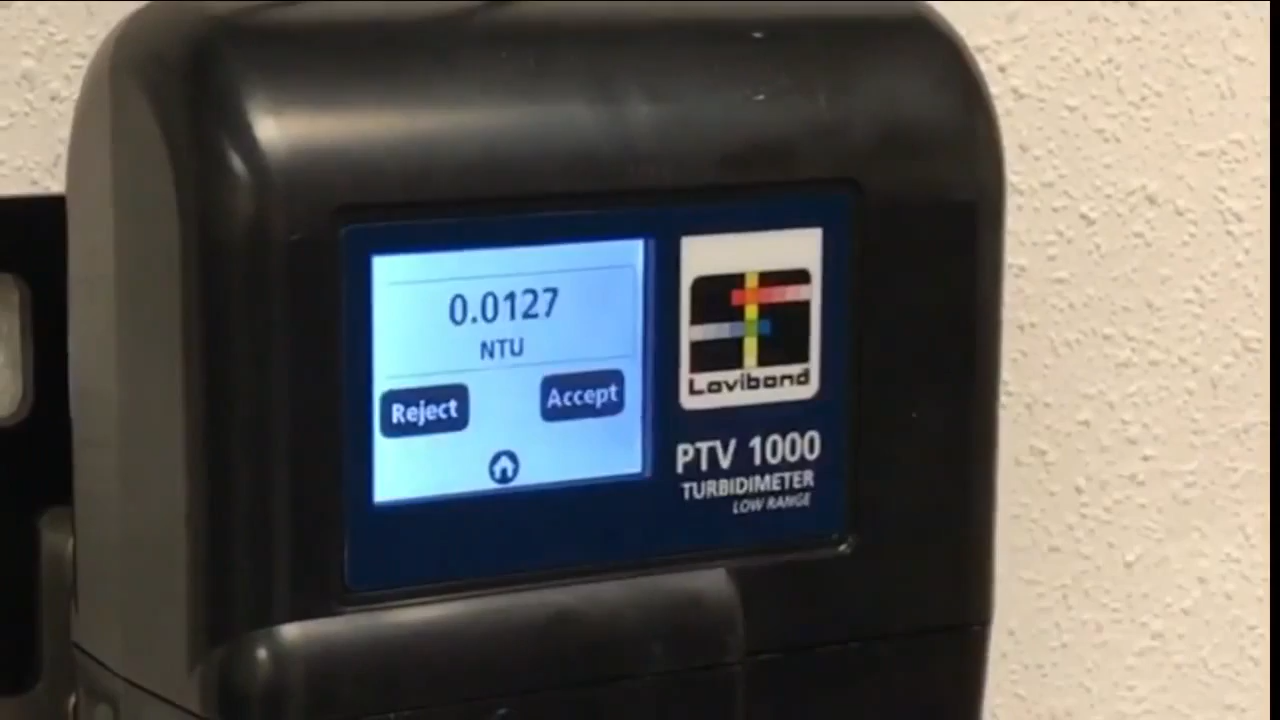 0.0127
NTU
Reject
Accept
Lovibond
PTV 1000
TURBIDIMETER
LOW RANGE